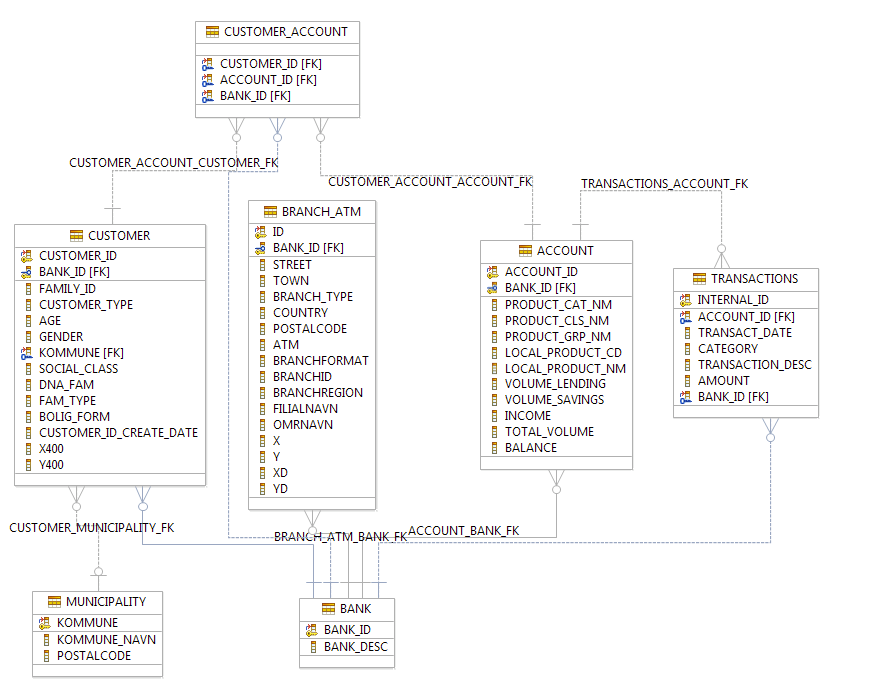 CUSTOMER_ACCOUNT
CUSTOMER_ID [FK]
ACCOUNT_ID [FK]
BANK_ID [FK]
CUSTOMER_ACCOUNT_CUSTOMER_FK
CUSTOMER_ACCOUNT_ACCOUNT_FK
TRANSACTIONS_ACCOUNT_FK
CUSTOMER
CUSTOMER_ID
BANK_ID [FK]
FAMILY_ID
CUSTOMER_TYPE
AGE
GENDER
KOMMUNE [FK]
SOCIAL_CLASS
DNA_FAM
FAM_TYPE
BOLIG_FORM
CUSTOMER_ID_CREATE_DATE
X400
Y400
BRANCH_ATM
ID
BANK_ID [FK]
STREET
TOWN
BRANCH_TYPE
COUNTRY
POSTALCODE
ATM
BRANCHFORMAT
BRANCHID
BRANCHREGION
FILIALNAVN
OMRNAVN
X
Y
XD
YD
ACCOUNT
ACCOUNT_ID
BANK_ID [FK]
PRODUCT_CAT_NM
PRODUCT_CLS_NM
PRODUCT_GRP_NM
LOCAL_PRODUCT_CD
LOCAL_PRODUCT_NM
VOLUME_LENDING
VOLUME_SAVINGS
INCOME
TOTAL_VOLUME
BALANCE
TRANSACTIONS
INTERNAL_ID
ACCOUNT_ID [FK]
TRANSACT_DATE
CATEGORY
TRANSACTION_DESC
AMOUNT
BANK_ID [FK]
CUSTOMER_MUNICIPALITY_FK
BRANCH_ATM_BANK_FK
ACCOUNT_BANK_FK
MUNICIPALITY
KOMMUNE
KOMMUNE_NAVN
POSTALCODE
BANK
BANK_ID
BANK_DESC